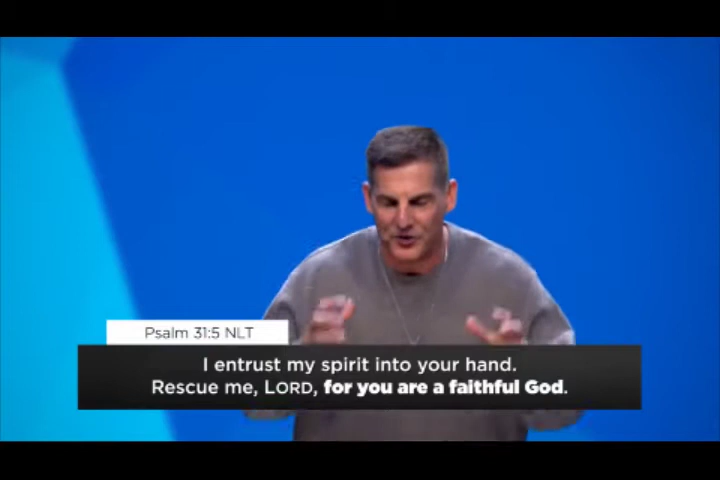 Psalm 31:5 NLT
I entrust my spirit into your hand.
Rescue me, LORD, for you are a faithful God.